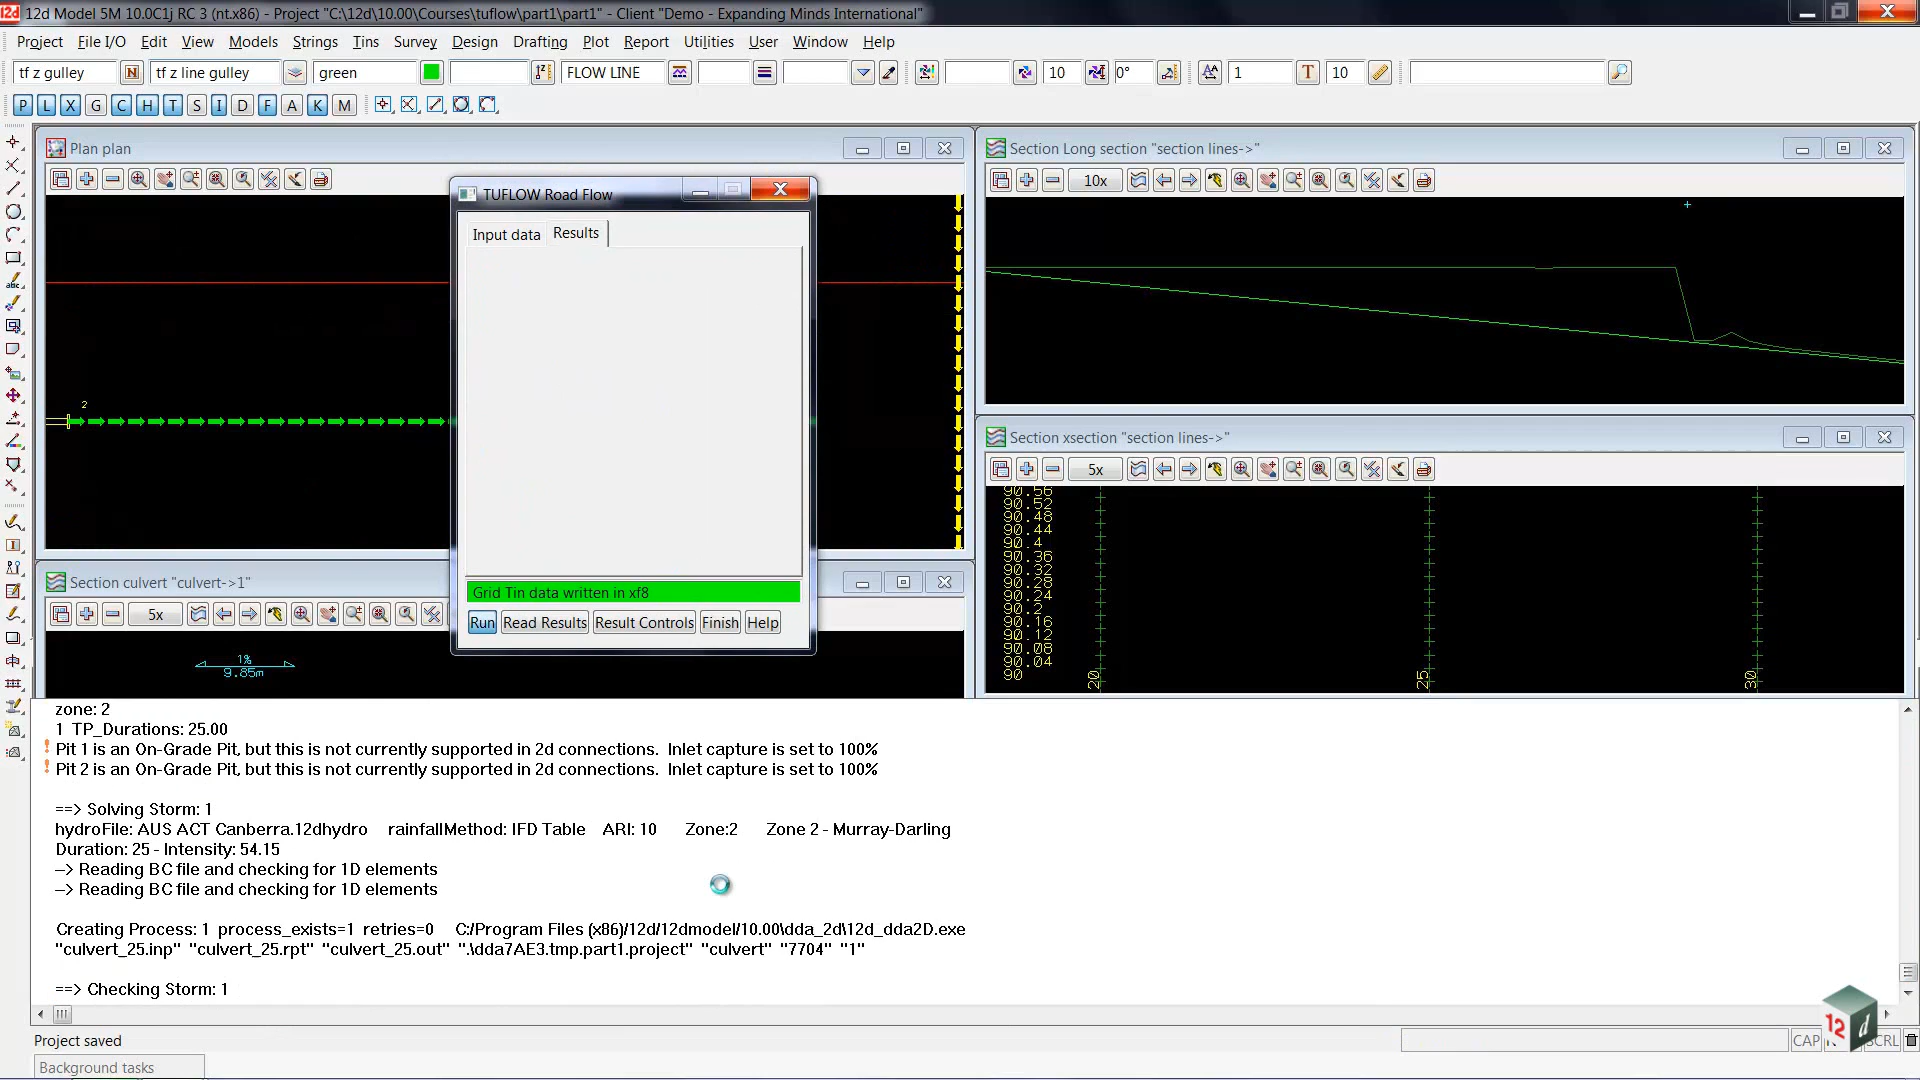 12d Model 5M 10.0C1j RC 3 (nt.x86) - Project "C:\12d\10.00\Courses\tuflow\part1\part1" - Client "Demo - Expanding Minds International"
Project File I/O Edit View Models Strings Tins Survey Design Drafting Plot Report Utilities User Window Help
tf z gulley N tf z line gulley green FLOW LINE 10 0° 1 T 10
P L X G C H T S I D F A K M
Plan plan
2
Section Long section "section lines->"
10x
TUFLOW Road Flow
Input data Results
Grid Tin data written in xf8
Run Read Results Result Controls Finish Help
Section xsection "section lines->"
5x
90.56
90.52
90.48
90.44
90.4
90.36
90.32
90.28
90.24
90.2
90.16
90.12
90.08
90.04
90
20 25 30
Section culvert "culvert->1"
5x
1%
9.85m
zone: 2
1 TP_Durations: 25.00
! Pit 1 is an On-Grade Pit, but this is not currently supported in 2d connections. Inlet capture is set to 100%
! Pit 2 is an On-Grade Pit, but this is not currently supported in 2d connections. Inlet capture is set to 100%
==> Solving Storm: 1
hydroFile: AUS ACT Canberra.12dhydro rainfallMethod: IFD Table ARI: 10 Zone:2 Zone 2 - Murray-Darling
Duration: 25 - Intensity: 54.15
--> Reading BC file and checking for 1D elements
--> Reading BC file and checking for 1D elements
Creating Process: 1 process_exists=1 retries=0 C:/Program Files (x86)/12d/12dmodel/10.00\dda_2d\12d_dda2D.exe
"culvert_25.inp" "culvert_25.rpt" "culvert_25.out" ".\dda7AE3.tmp.part1.project" "culvert" "7704" "1"
==> Checking Storm: 1
Project saved
CAP SCRL
12 d
Background tasks